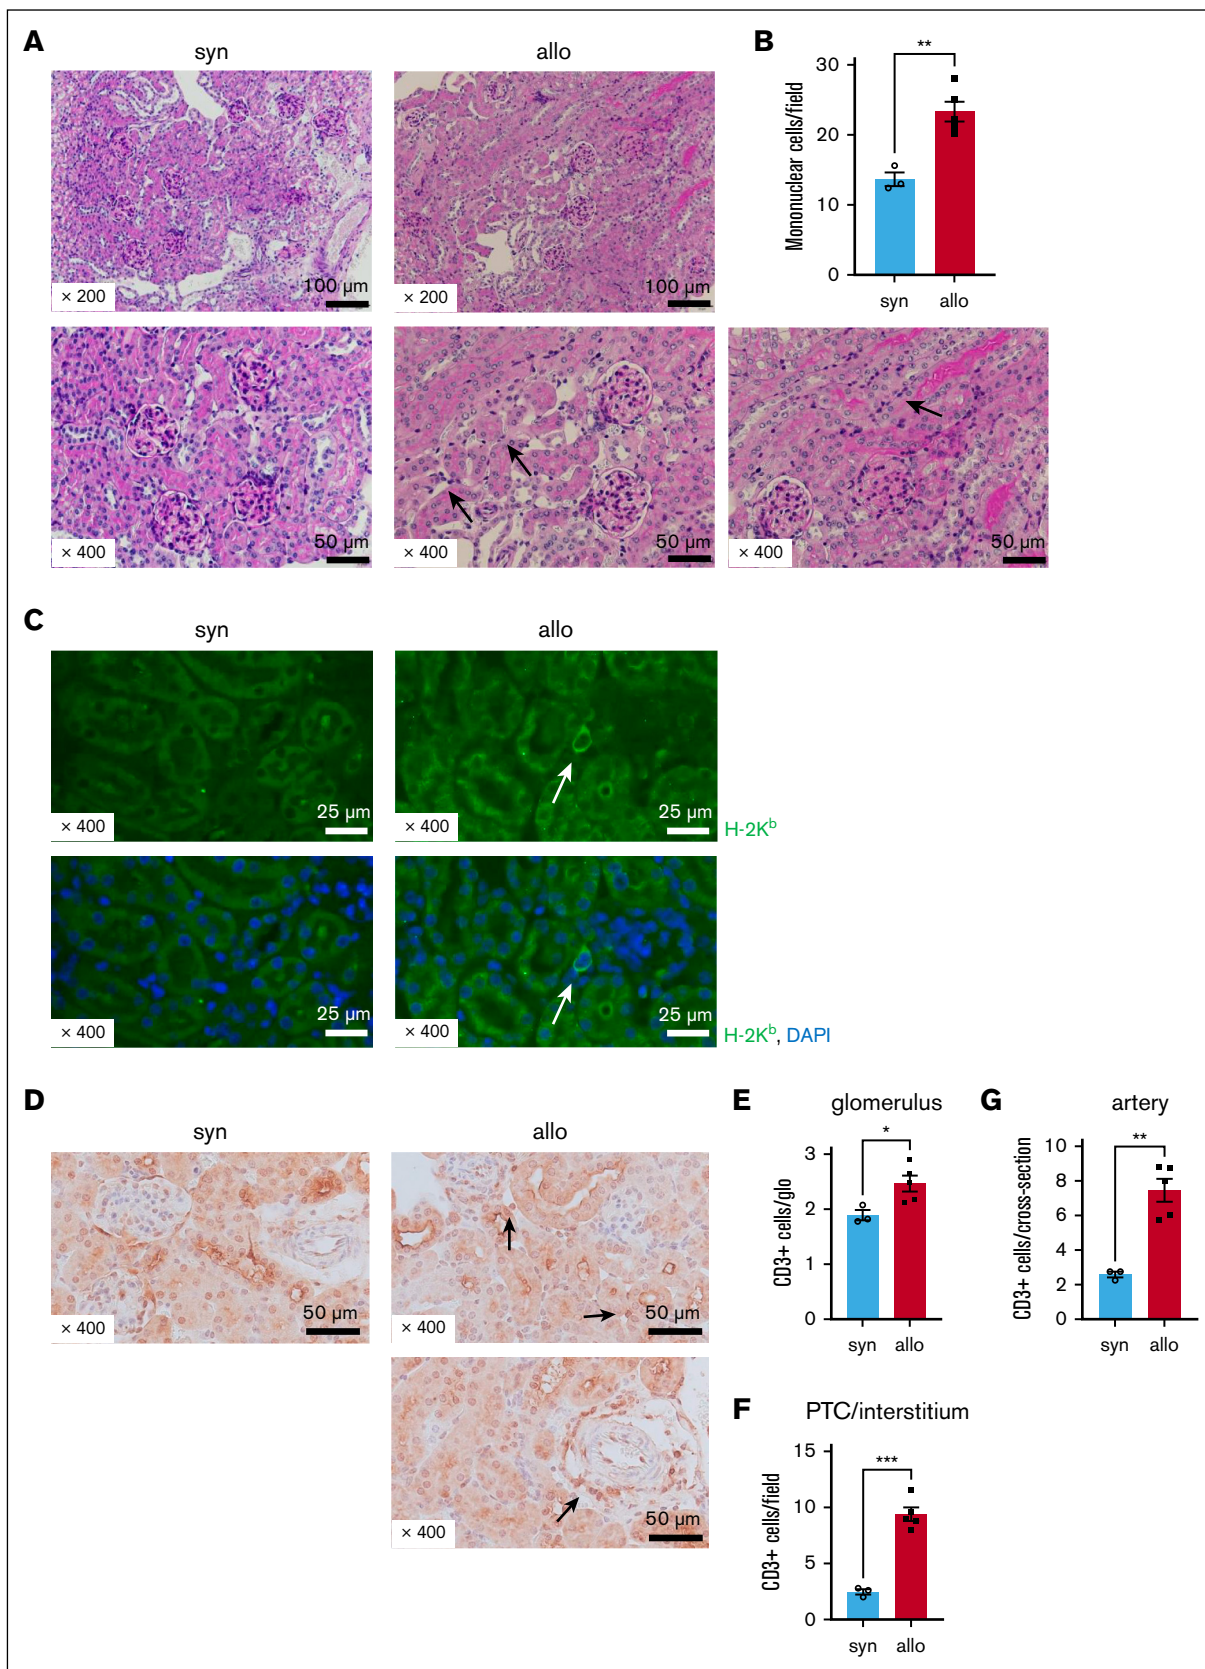 A
syn
allo
× 200
100 µm
× 200
100 µm
× 400
50 µm
× 400
50 µm
× 400
50 µm
B
**
Mononuclear cells/field
30
20
10
0
syn
allo
C
syn
allo
× 400
25 µm
× 400
25 µm
H-2Kᵇ
× 400
25 µm
× 400
25 µm
H-2Kᵇ, DAPI
D
syn
allo
× 400
50 µm
× 400
50 µm
× 400
50 µm
E
glomerulus
*
CD3+ cells/glo
3
2
1
0
syn
allo
G
artery
**
CD3+ cells/cross-section
10
8
6
4
2
0
syn
allo
F
PTC/interstitium
***
CD3+ cells/field
15
10
5
0
syn
allo